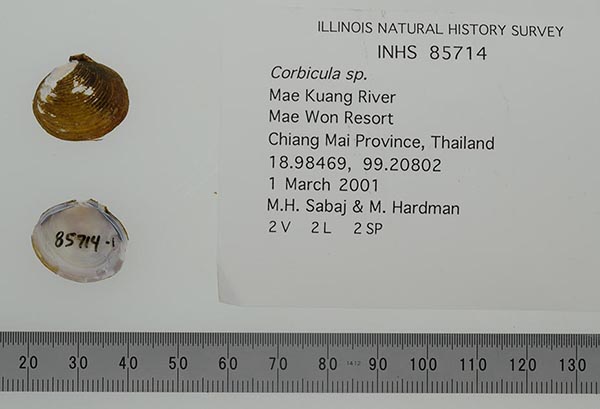 ILLINOIS NATURAL HISTORY SURVEY
INHS 85714
Corbicula sp.
Mae Kuang River
Mae Won Resort
Chiang Mai Province, Thailand
18.98469, 99.20802
1 March 2001
M.H. Sabaj & M. Hardman
2 V 2 L 2 SP
85714-1
20 30 40 50 60 70 80 1412 90 100 110 120 130